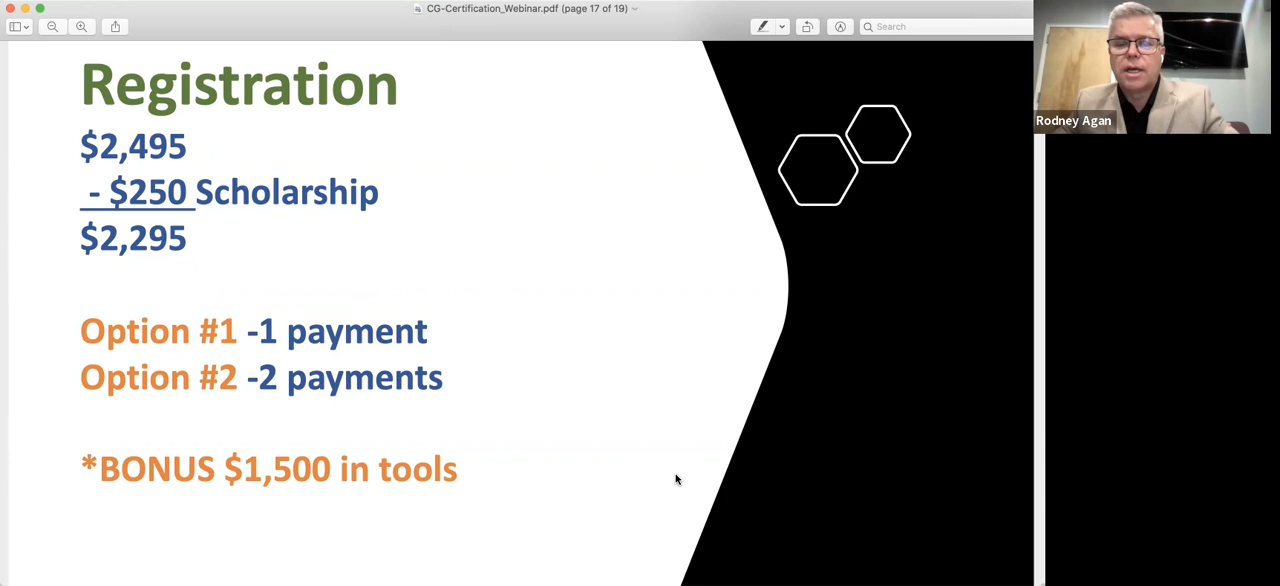 CG-Certification_Webinar.pdf (page 17 of 19)
Search
Rodney Agan
Registration
$2,495
- $250 Scholarship
$2,295
Option #1 -1 payment
Option #2 -2 payments
*BONUS $1,500 in tools